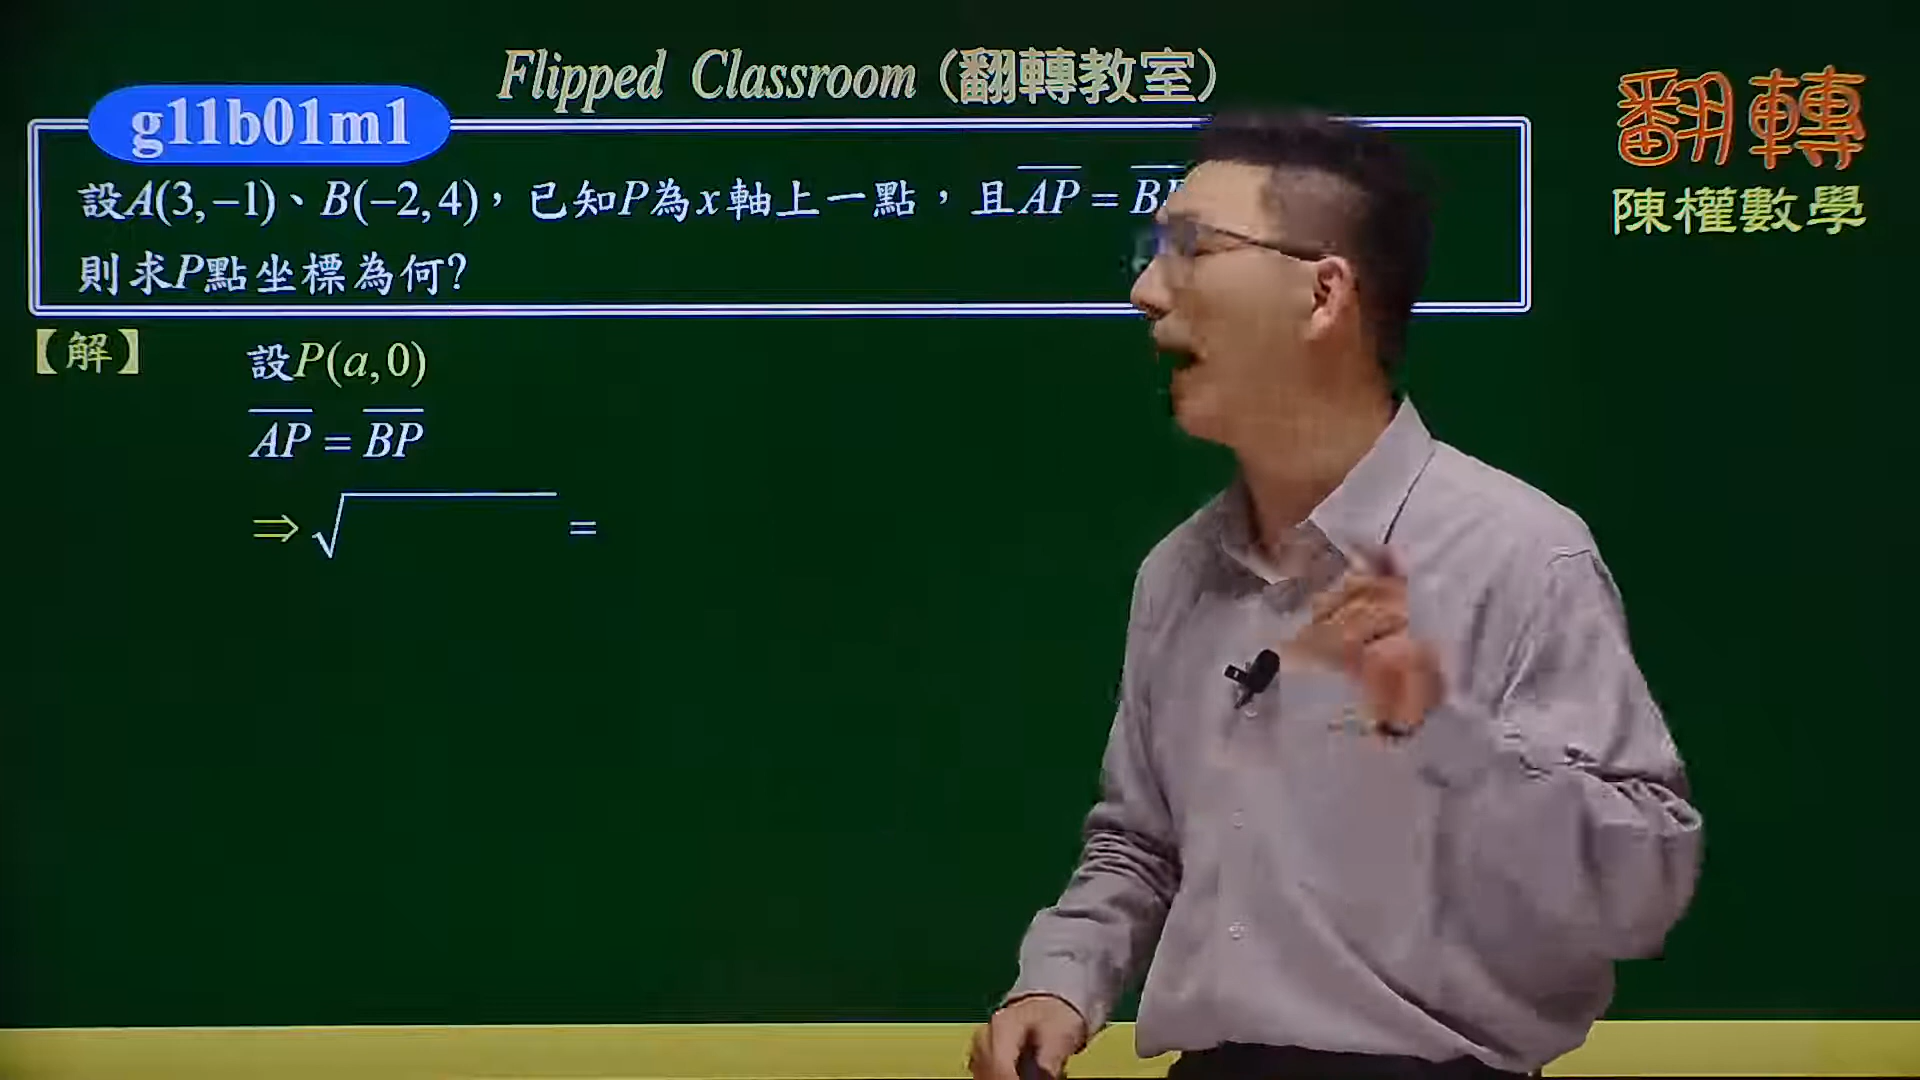 Flipped Classroom (翻轉教室)
翻轉
陳權數學
g11b01m1
設A(3,−1)、B(−2,4)，已知P為x軸上一點，且AP = B
則求P點坐標為何?
【解】 設P(a,0)
AP = BP
⇒ √ =